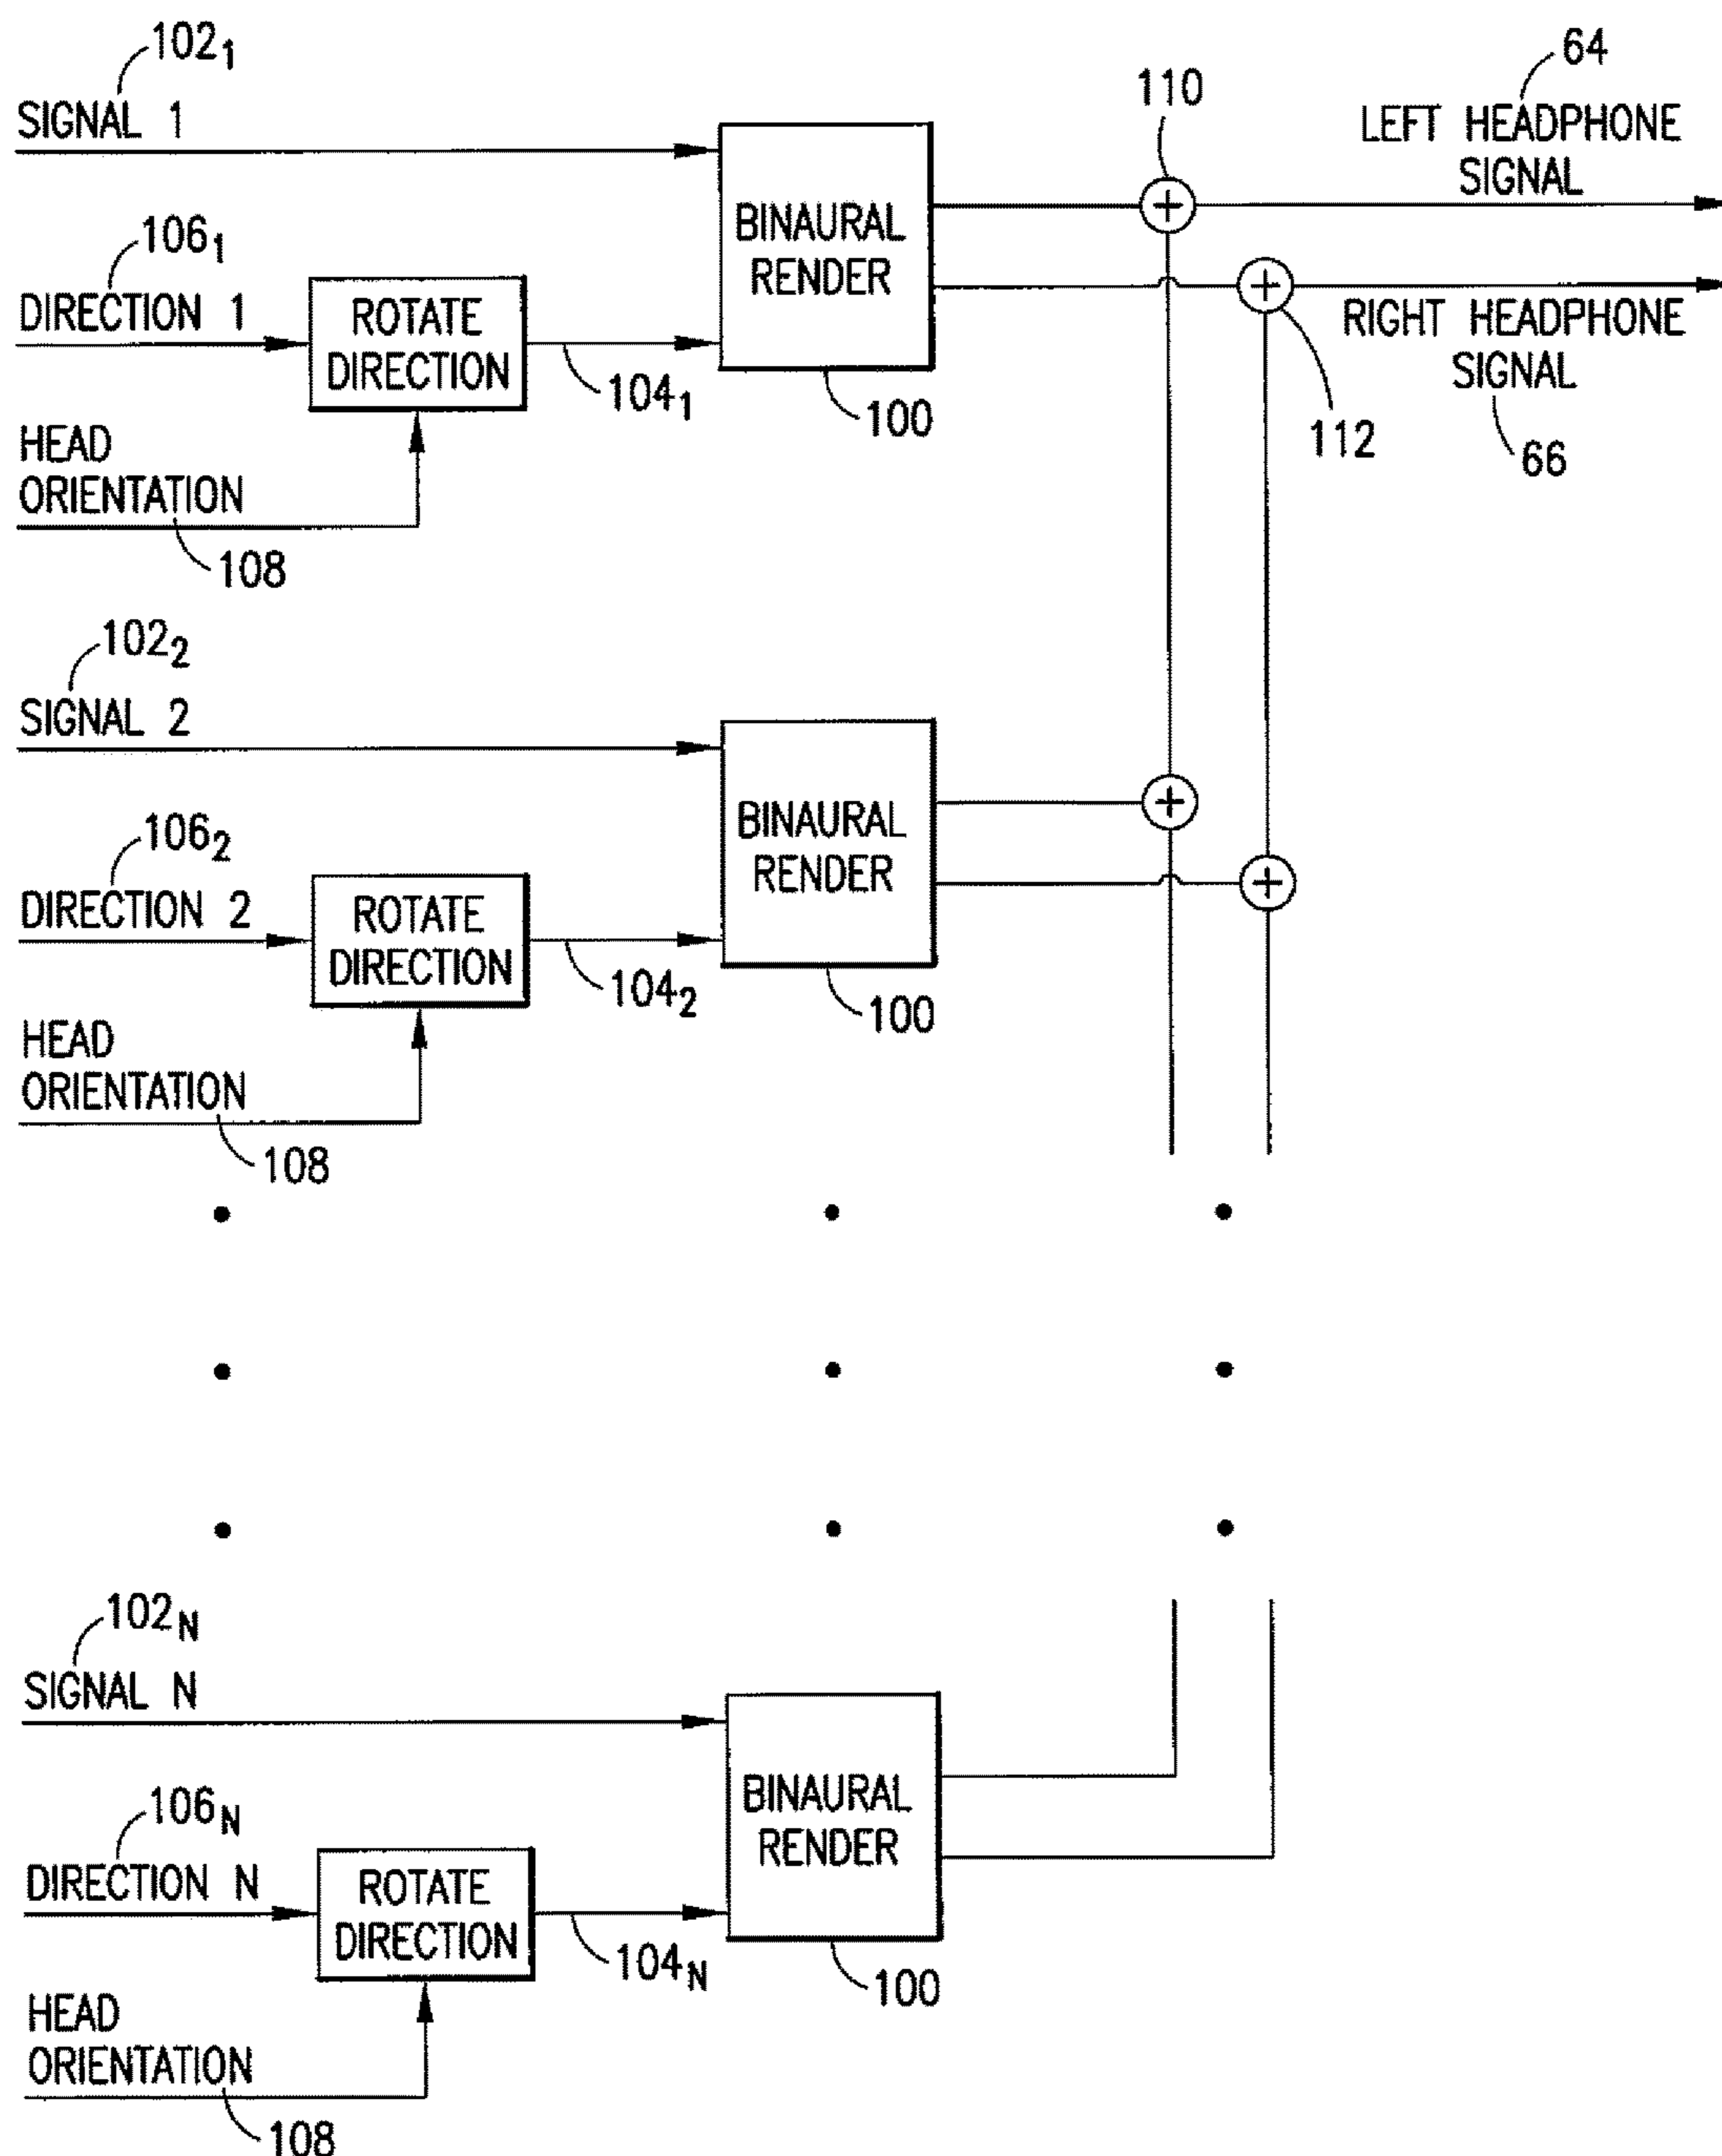 102₁
SIGNAL 1
110
64
LEFT HEADPHONE
SIGNAL
BINAURAL
RENDER
+
106₁
DIRECTION 1
ROTATE
DIRECTION
104₁
100
+
RIGHT HEADPHONE
SIGNAL
112
66
HEAD
ORIENTATION
108
102₂
SIGNAL 2
BINAURAL
RENDER
+
106₂
DIRECTION 2
ROTATE
DIRECTION
104₂
100
+
HEAD
ORIENTATION
108
102N
SIGNAL N
BINAURAL
RENDER
106N
DIRECTION N
ROTATE
DIRECTION
104N
100
HEAD
ORIENTATION
108